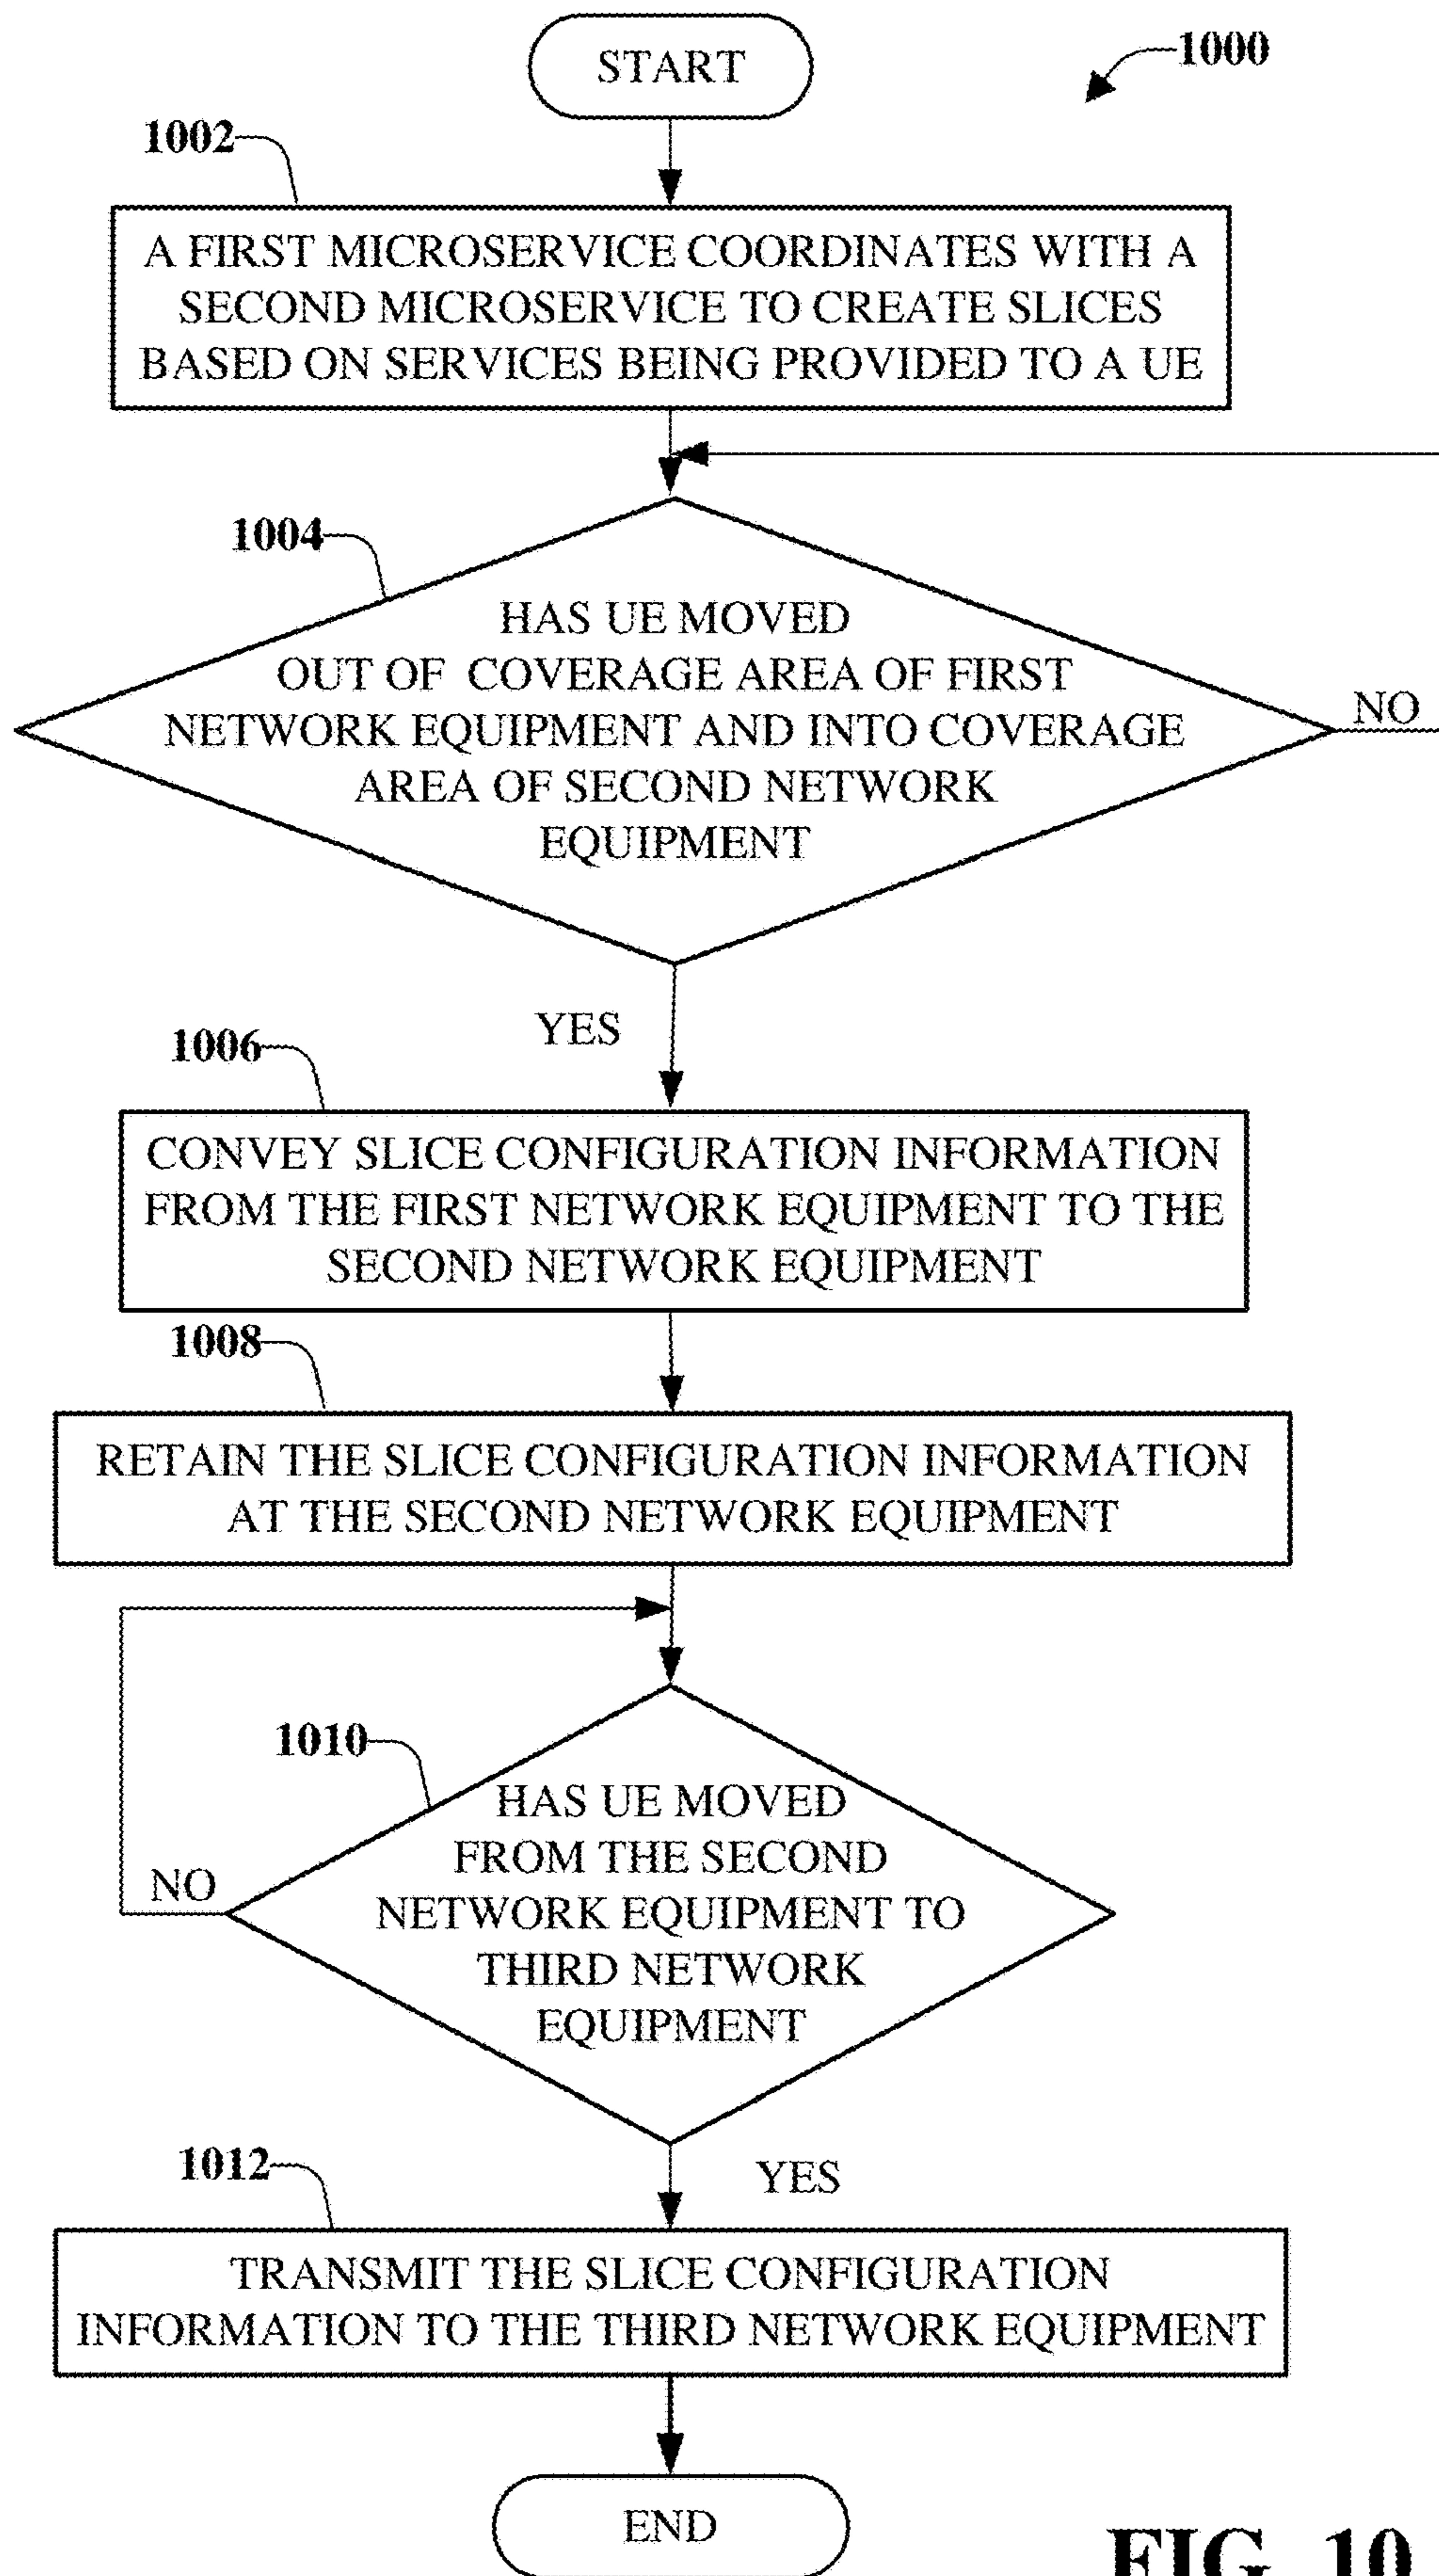 START
1000
1002
A FIRST MICROSERVICE COORDINATES WITH A
SECOND MICROSERVICE TO CREATE SLICES
BASED ON SERVICES BEING PROVIDED TO A UE
1004
HAS UE MOVED
OUT OF COVERAGE AREA OF FIRST
NETWORK EQUIPMENT AND INTO COVERAGE
AREA OF SECOND NETWORK
EQUIPMENT
NO
YES
1006
CONVEY SLICE CONFIGURATION INFORMATION
FROM THE FIRST NETWORK EQUIPMENT TO THE
SECOND NETWORK EQUIPMENT
1008
RETAIN THE SLICE CONFIGURATION INFORMATION
AT THE SECOND NETWORK EQUIPMENT
1010
HAS UE MOVED
FROM THE SECOND
NETWORK EQUIPMENT TO
THIRD NETWORK
EQUIPMENT
NO
YES
1012
TRANSMIT THE SLICE CONFIGURATION
INFORMATION TO THE THIRD NETWORK EQUIPMENT
END
FIG. 10